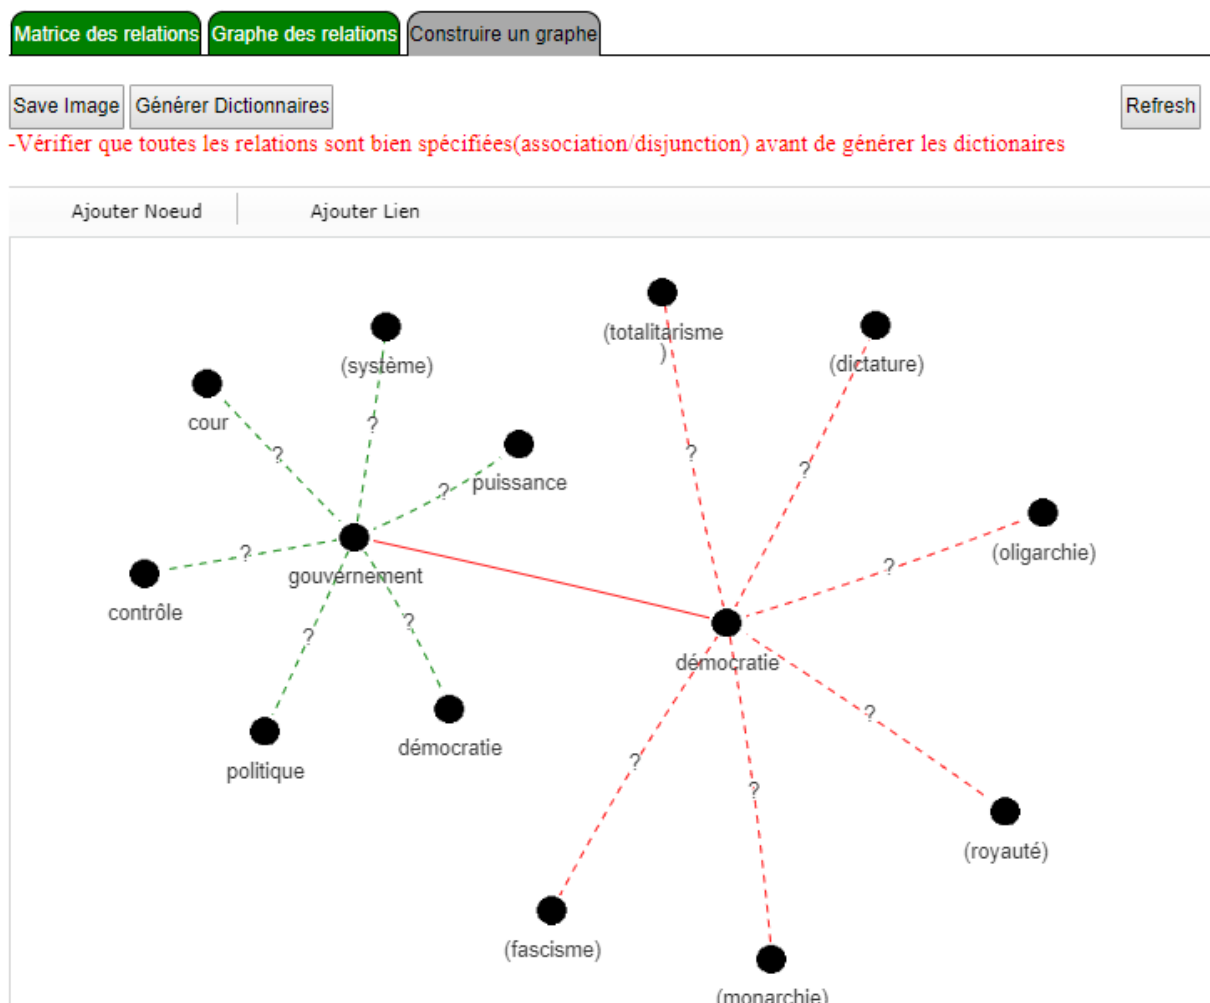 Matrice des relations Graphe des relations Construire un graphe
Save Image Générer Dictionnaires Refresh
-Vérifier que toutes les relations sont bien spécifiées(association/disjunction) avant de générer les dictionaires
Ajouter Noeud Ajouter Lien
(totalitarisme
)
(dictature)
(système)
cour
?
?
?
?
puissance
?
?
(oligarchie)
?
?
gouvernement
contrôle
?
?
démocratie
?
démocratie
politique
?
?
(royauté)
(fascisme)
(monarchie)